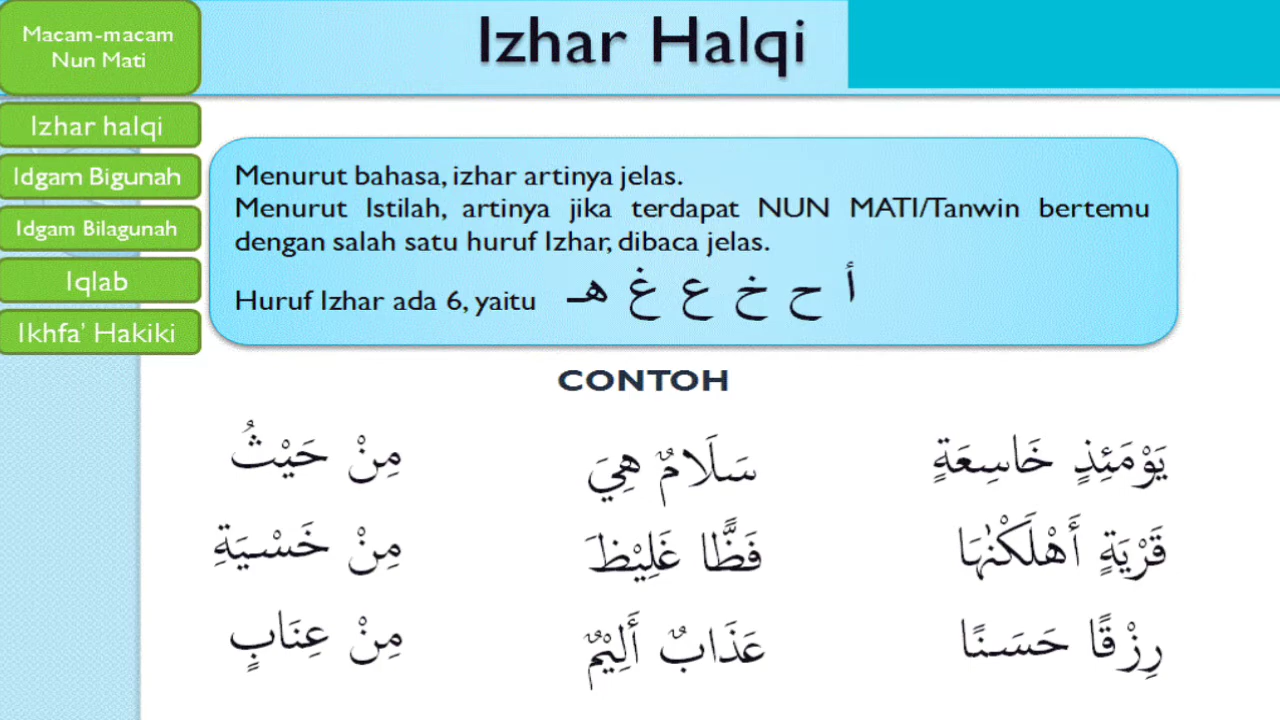 Izhar Halqi
Macam-macam
Nun Mati
Izhar halqi
Idgam Bigunah
Idgam Bilagunah
Iqlab
Ikhfa' Hakiki
Menurut bahasa, izhar artinya jelas.
Menurut Istilah, artinya jika terdapat NUN MATI/Tanwin bertemu
dengan salah satu huruf Izhar, dibaca jelas.
Huruf Izhar ada 6, yaitu أ ح خ ع غ هـ
CONTOH
يَوْمَئِذٍ خَاسِعَةٍ سَلَامٌ هِيَ مِنْ حَيْثُ
قَرْيَةٍ أَهْلَكْنٰهَا فَظًّا غَلِيْظَ مِنْ خَسْيَةِ
رِزْقًا حَسَنًا عَذَابٌ أَلِيْمٌ مِنْ عِنَابٍ